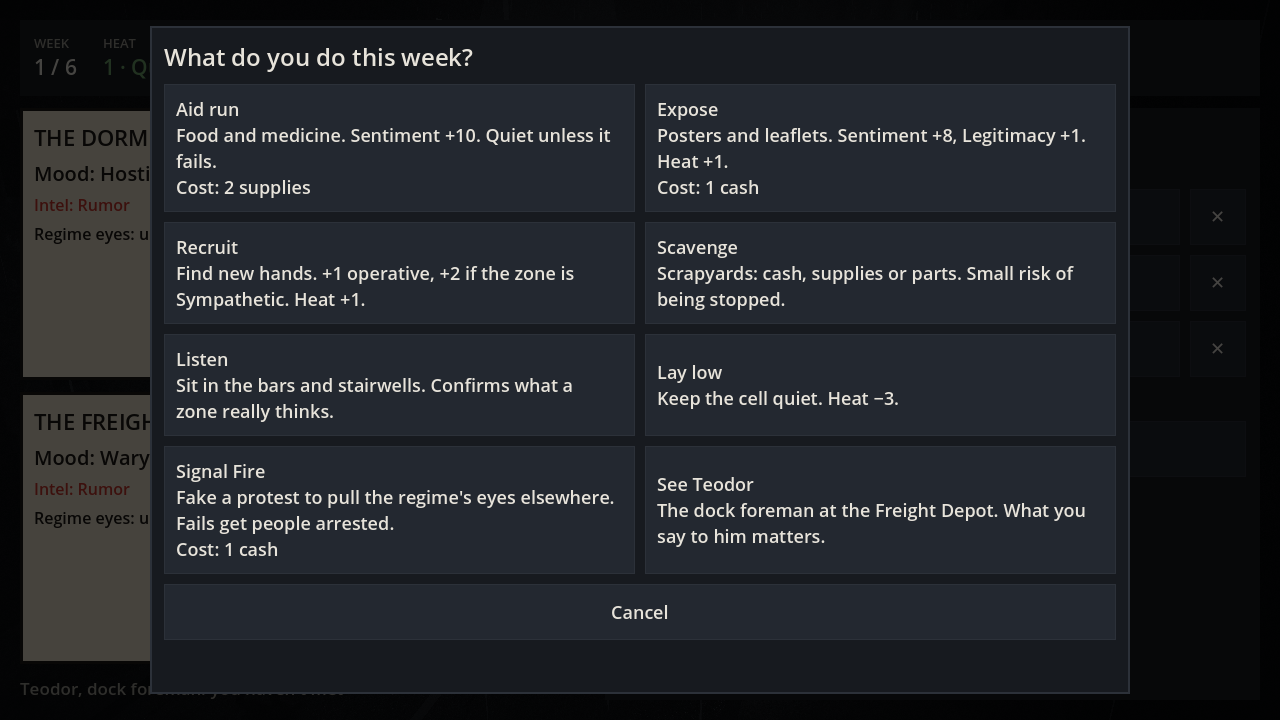 What do you do this week?
WEEK
HEAT
1 / 6
1 · Q
Aid run
Food and medicine. Sentiment +10. Quiet unless it
fails.
Cost: 2 supplies
Expose
Posters and leaflets. Sentiment +8, Legitimacy +1.
Heat +1.
Cost: 1 cash
Recruit
Find new hands. +1 operative, +2 if the zone is
Sympathetic. Heat +1.
Scavenge
Scrapyards: cash, supplies or parts. Small risk of
being stopped.
Listen
Sit in the bars and stairwells. Confirms what a
zone really thinks.
Lay low
Keep the cell quiet. Heat −3.
Signal Fire
Fake a protest to pull the regime's eyes elsewhere.
Fails get people arrested.
Cost: 1 cash
See Teodor
The dock foreman at the Freight Depot. What you
say to him matters.
Cancel
THE DORM
Mood: Hosti
Intel: Rumor
Regime eyes: u
THE FREIGH
Mood: Wary
Intel: Rumor
Regime eyes: u
×
×
×
Teodor, dock